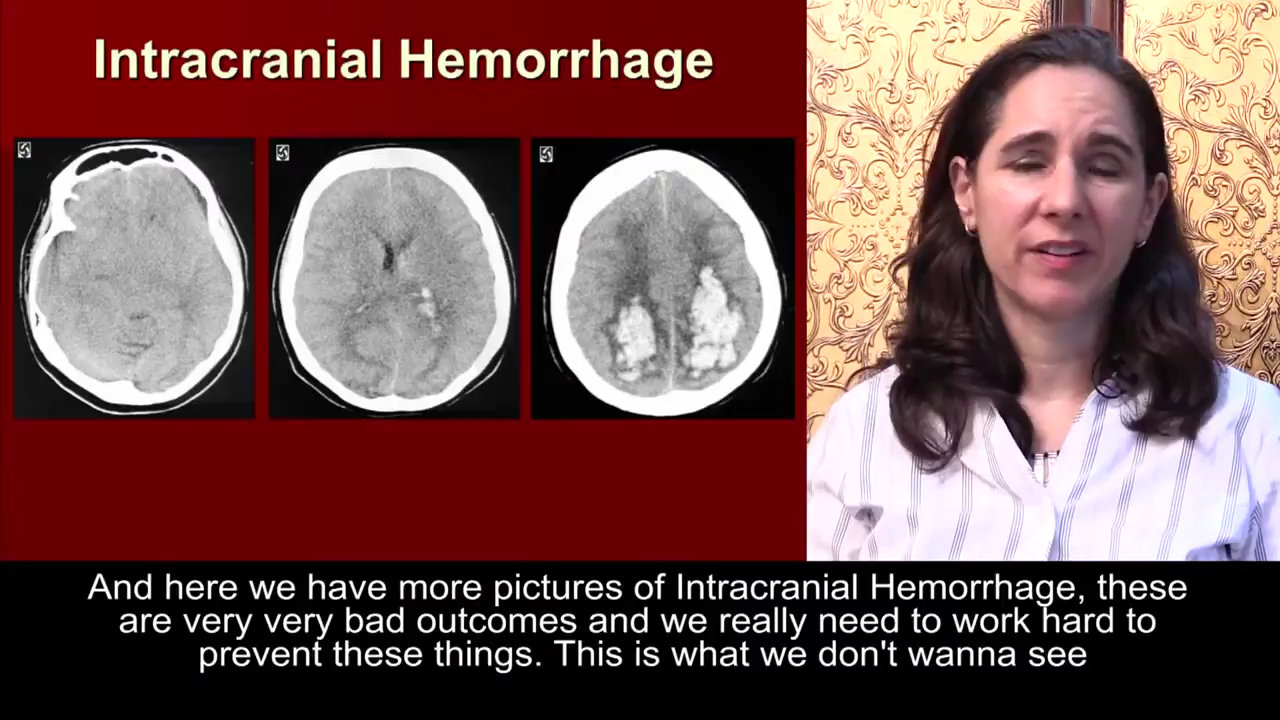 Intracranial Hemorrhage
And here we have more pictures of Intracranial Hemorrhage, these
are very very bad outcomes and we really need to work hard to
prevent these things. This is what we don't wanna see